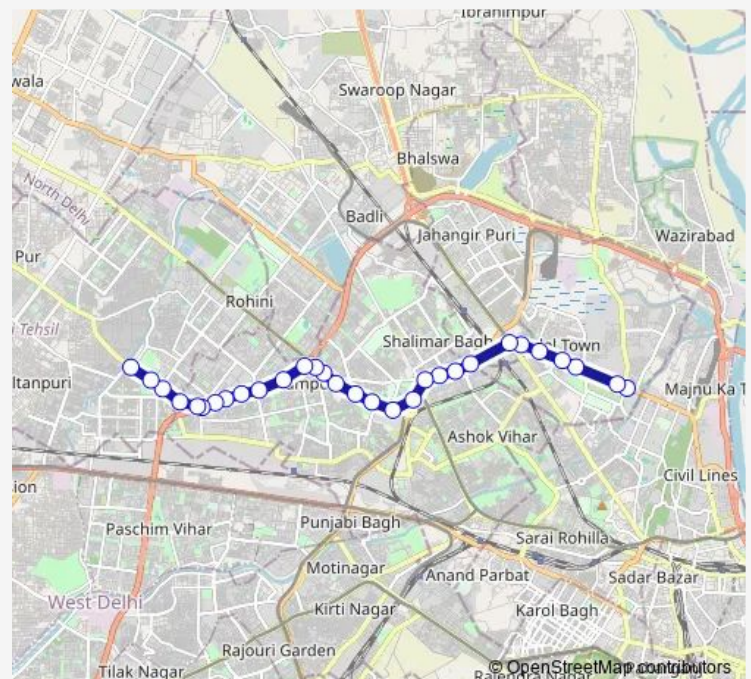 Ibrahimpur
wala
Swaroop Nagar
Bhalswa
North Delhi
Badli
Jahangir Puri
Wazirabad
Pur
Rohini
i Tehsil
Shalimar Bagh
Town
ltanpuri
Majnu Ka T
Ashok Vihar
Civil Lines
ion
Paschim Vihar
Punjabi Bagh
Sarai Rohilla
Motinagar
Anand Parbat
Sadar Bazar
West Delhi
Kirti Nagar
Karol Bagh
Rajouri Garden
Tilak Nagar
© OpenStreetMap contributors